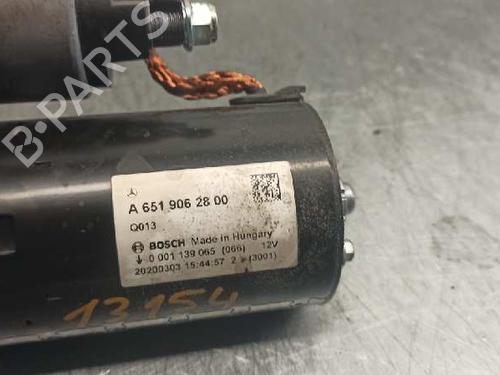 B-PARTS
A 651 906 28 00
Q013
BOSCH Made in Hungary
0 001 139 065 (066) 12V
20200303 15:44:57 2 (3001)
13154